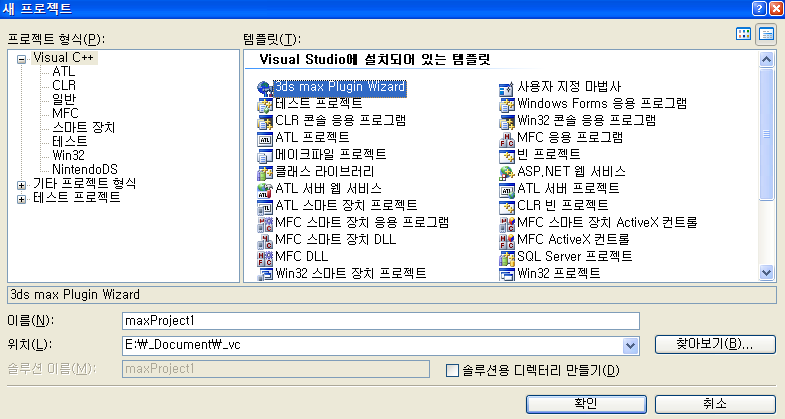 새 프로젝트
프로젝트 형식(P):
Visual C++
ATL
CLR
일반
MFC
스마트 장치
테스트
Win32
NintendoDS
기타 프로젝트 형식
테스트 프로젝트
템플릿(T):
Visual Studio에 설치되어 있는 템플릿
3ds max Plugin Wizard
사용자 지정 마법사
테스트 프로젝트
Windows Forms 응용 프로그램
CLR 콘솔 응용 프로그램
Win32 콘솔 응용 프로그램
ATL 프로젝트
MFC 응용 프로그램
메이크파일 프로젝트
빈 프로젝트
클래스 라이브러리
ASP.NET 웹 서비스
ATL 서버 웹 서비스
ATL 서버 프로젝트
ATL 스마트 장치 프로젝트
CLR 빈 프로젝트
MFC 스마트 장치 응용 프로그램
MFC 스마트 장치 ActiveX 컨트롤
MFC 스마트 장치 DLL
MFC ActiveX 컨트롤
MFC DLL
SQL Server 프로젝트
Win32 스마트 장치 프로젝트
Win32 프로젝트
3ds max Plugin Wizard
이름(N):
maxProject1
위치(L):
E:₩_Document₩_vc
찾아보기(B)...
솔루션 이름(M):
maxProject1
솔루션용 디렉터리 만들기(D)
확인
취소